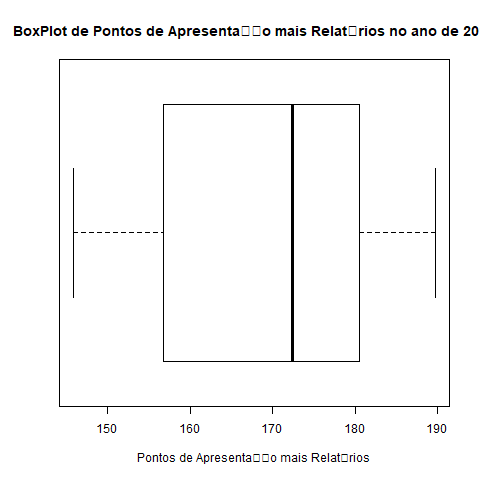 BoxPlot de Pontos de Apresenta□□o mais Relat□rios no ano de 20
150 160 170 180 190
Pontos de Apresenta□□o mais Relat□rios